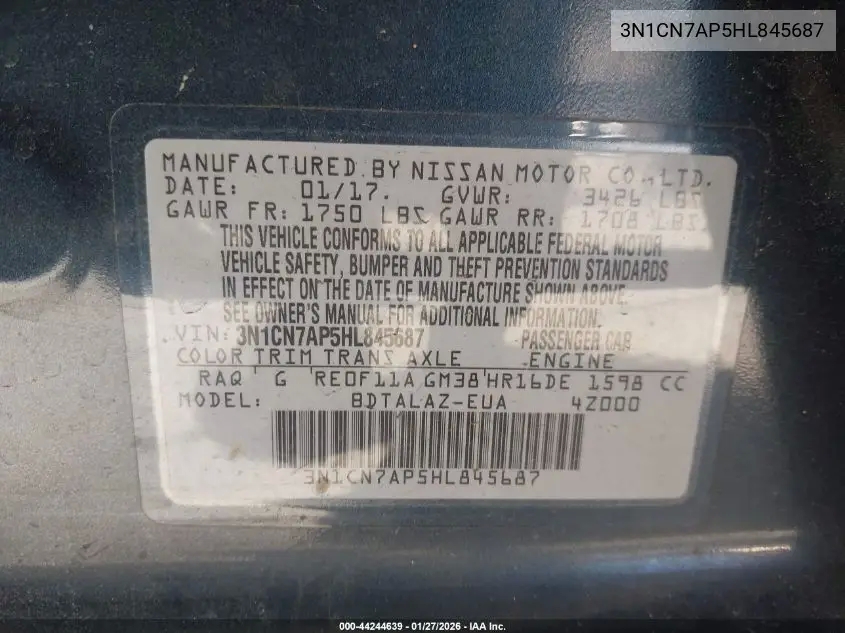 3N1CN7AP5HL845687
MANUFACTURED BY NISSAN MOTOR CO., LTD.
DATE: 01/17. GVWR: 3426 LBS
GAWR FR: 1750 LBS GAWR RR: 1708 LBS
THIS VEHICLE CONFORMS TO ALL APPLICABLE FEDERAL MOTOR
VEHICLE SAFETY, BUMPER AND THEFT PREVENTION STANDARDS
IN EFFECT ON THE DATE OF MANUFACTURE SHOWN ABOVE.
SEE OWNER'S MANUAL FOR ADDITIONAL INFORMATION.
VIN: 3N1CN7AP5HL845687 PASSENGER CAR
COLOR TRIM TRANS AXLE ENGINE
RAQ G RE0F11A GM38 HR16DE 1598 CC
MODEL: BDTALAZ-EUA 4Z000
3N1CN7AP5HL845687
000-44244639 - 01/27/2026 - IAA Inc.